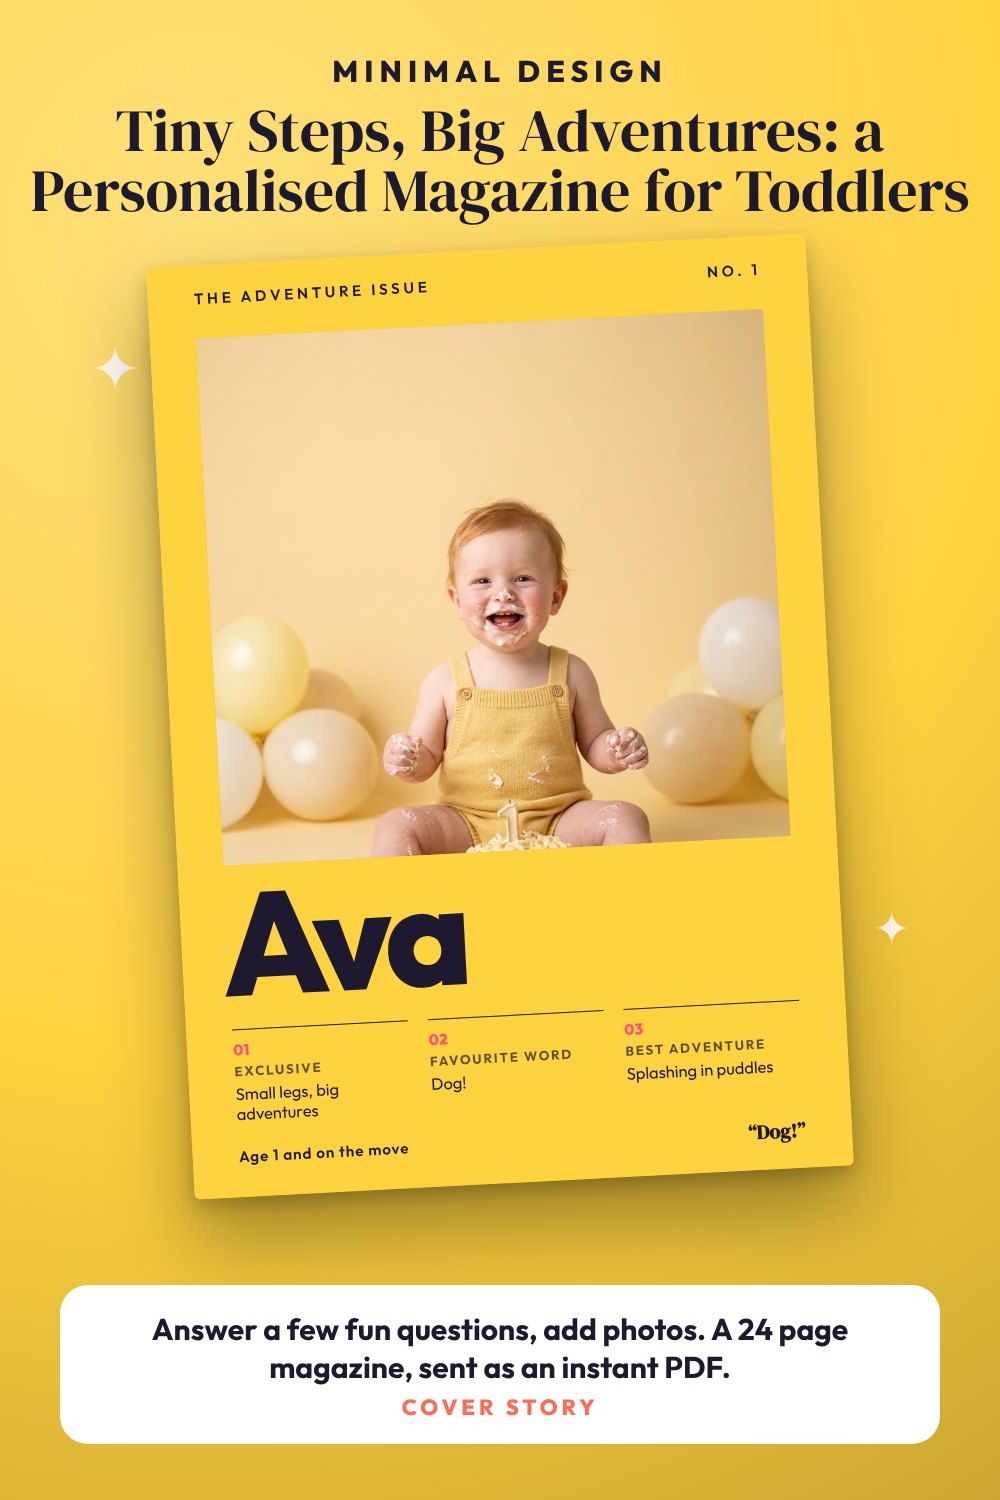 MINIMAL DESIGN
Tiny Steps, Big Adventures: a
Personalised Magazine for Toddlers
THE ADVENTURE ISSUE
NO. 1
1
Ava
01
EXCLUSIVE
Small legs, big
adventures
02
FAVOURITE WORD
Dog!
03
BEST ADVENTURE
Splashing in puddles
Age 1 and on the move
“Dog!”
Answer a few fun questions, add photos. A 24 page
magazine, sent as an instant PDF.
COVER STORY